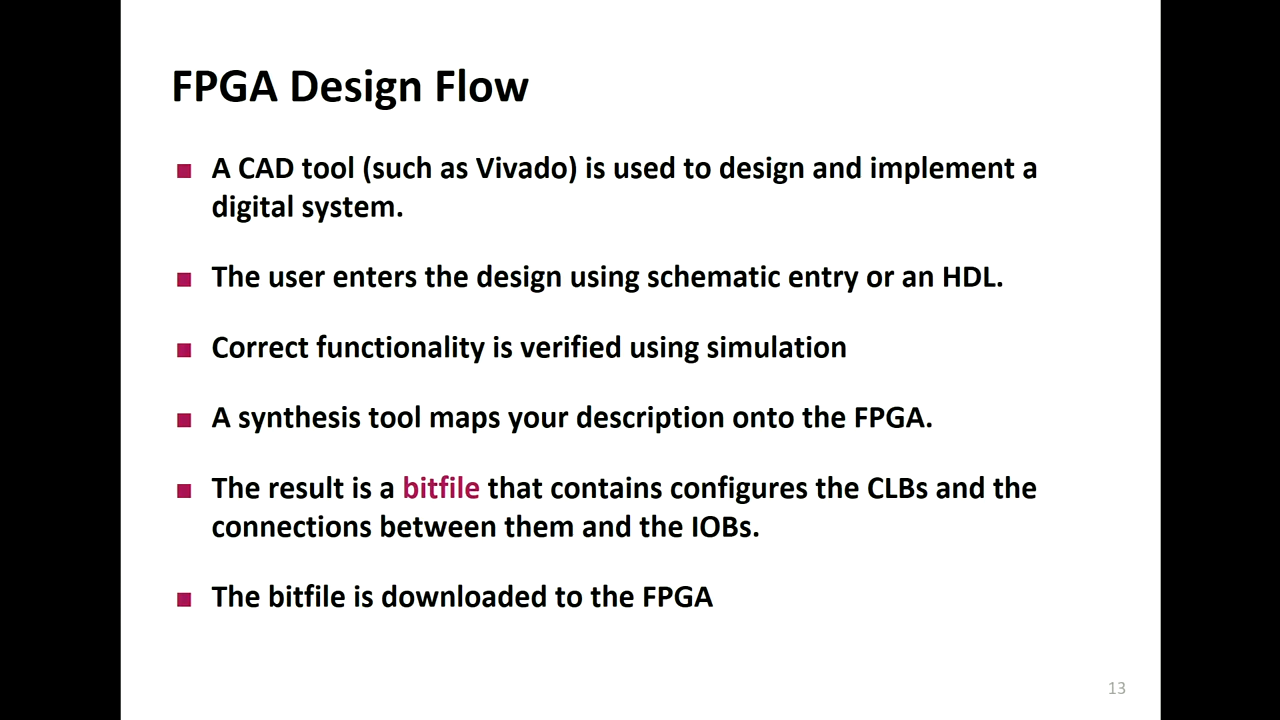 FPGA Design Flow
A CAD tool (such as Vivado) is used to design and implement a
digital system.
The user enters the design using schematic entry or an HDL.
Correct functionality is verified using simulation
A synthesis tool maps your description onto the FPGA.
The result is a bitfile that contains configures the CLBs and the
connections between them and the IOBs.
The bitfile is downloaded to the FPGA
13